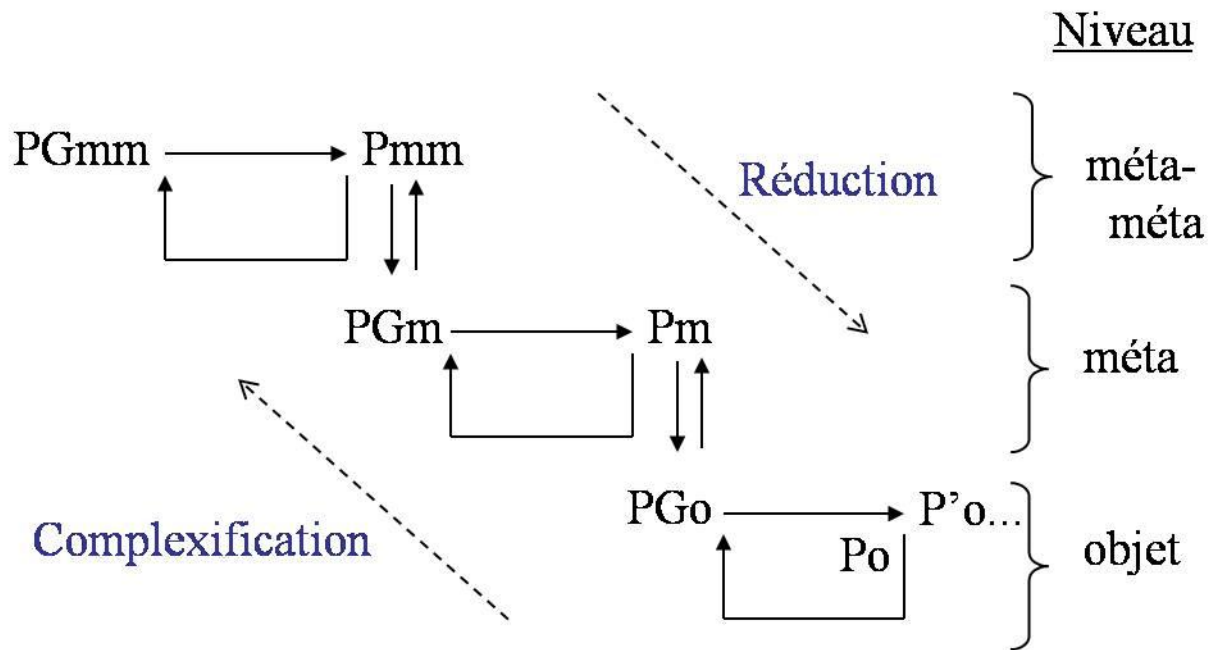 Niveau
PGmm Pmm
Réduction
méta-
méta
PGm Pm
méta
PGo P’o...
Po
Complexification
objet